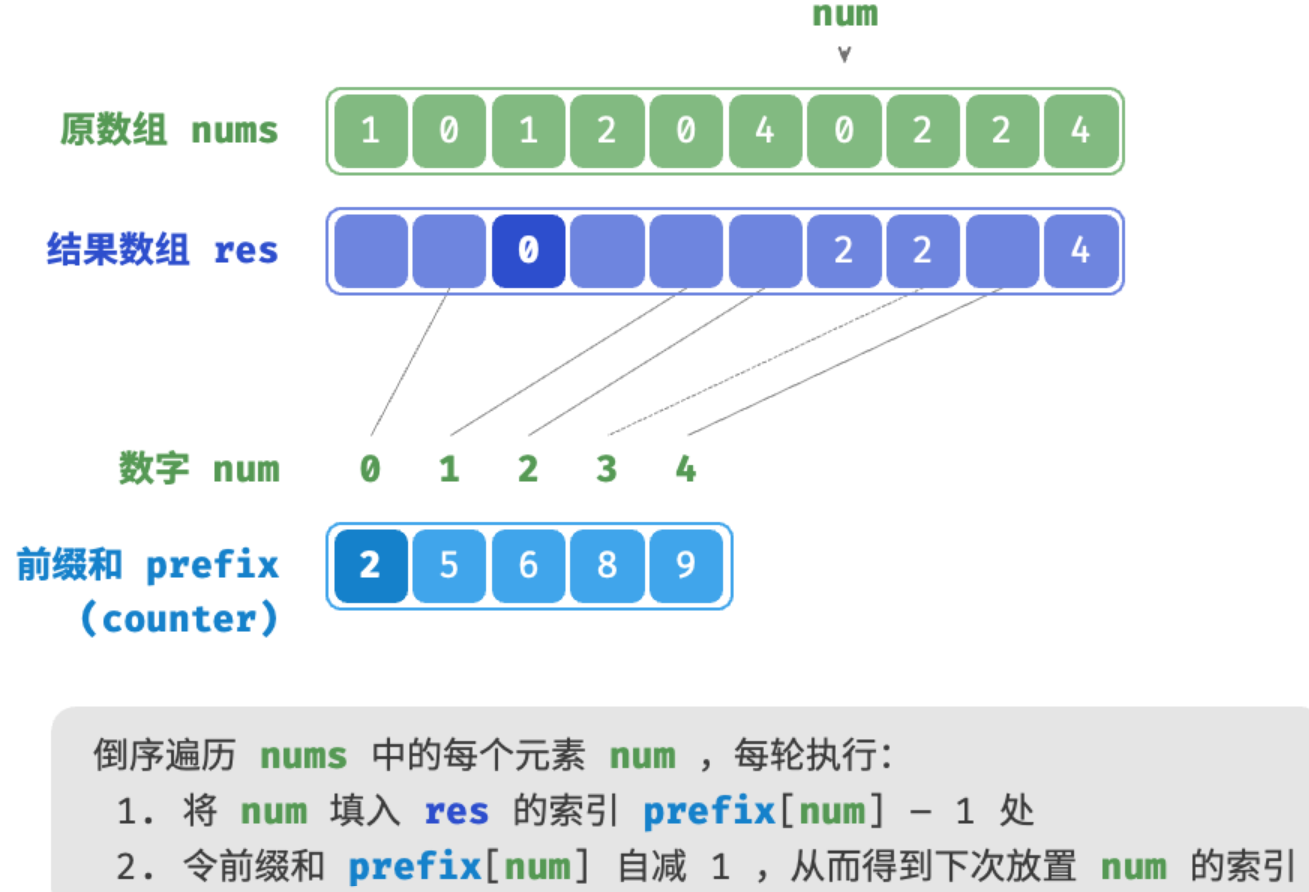 num
原数组 nums 1 0 1 2 0 4 0 2 2 4
结果数组 res 0 2 2 4
数字 num 0 1 2 3 4
前缀和 prefix 2 5 6 8 9
(counter)
倒序遍历 nums 中的每个元素 num ，每轮执行：
1. 将 num 填入 res 的索引 prefix[num] – 1 处
2. 令前缀和 prefix[num] 自减 1 ，从而得到下次放置 num 的索引